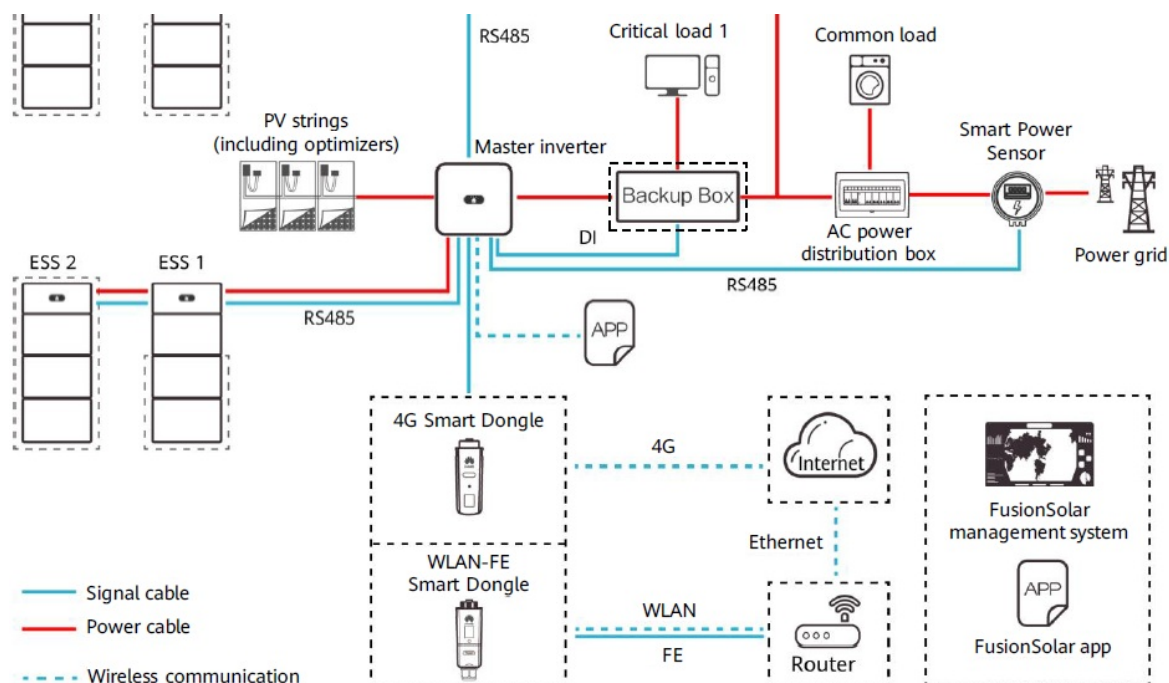 RS485
Critical load 1
Common load
PV strings
(including optimizers)
Master inverter
Smart Power
Sensor
Backup Box
DI
AC power
distribution box
Power grid
RS485
ESS 2
ESS 1
RS485
APP
4G Smart Dongle
4G
Internet
FusionSolar
management system
Ethernet
WLAN-FE
Smart Dongle
APP
WLAN
FE
Router
FusionSolar app
Signal cable
Power cable
Wireless communication